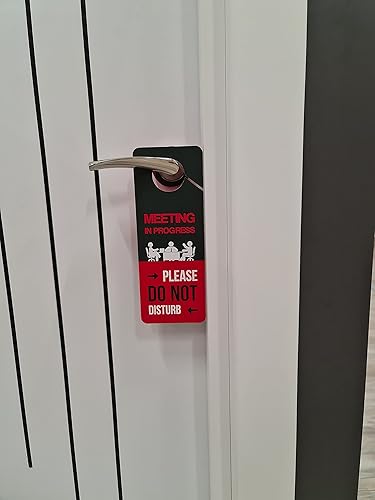 MEETING
IN PROGRESS
→ PLEASE
DO NOT
DISTURB ←